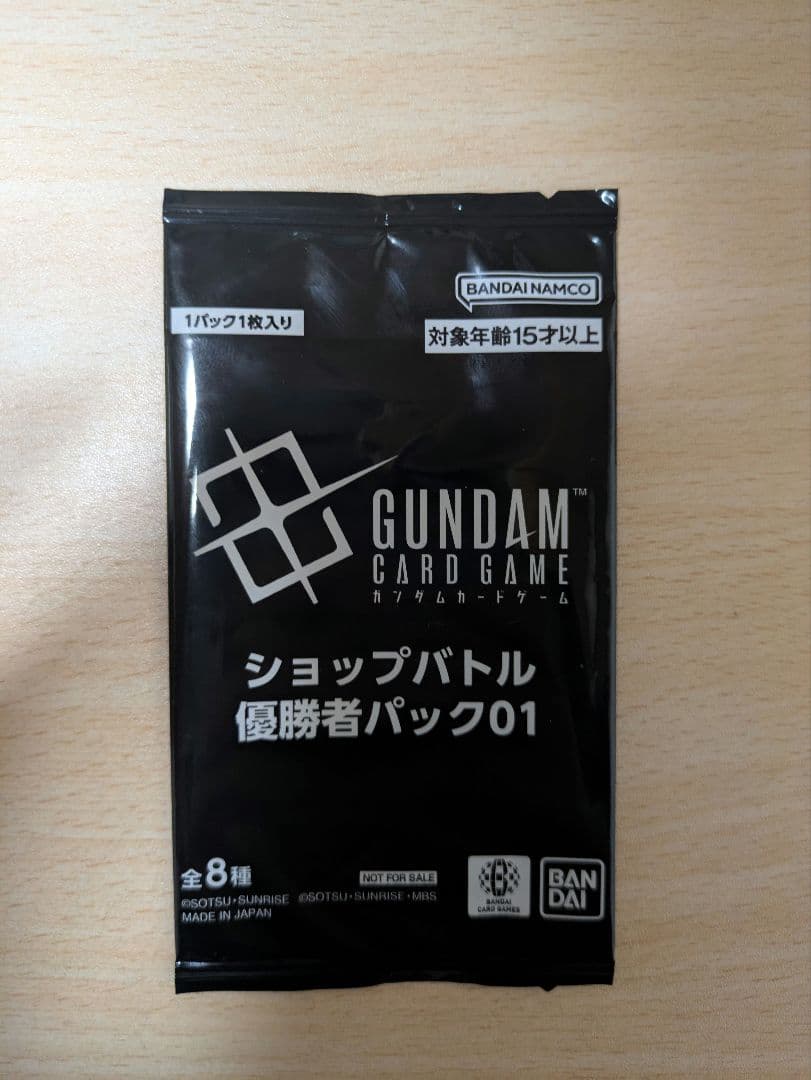 BANDAI NAMCO
1パック1枚入り
対象年齢15才以上
GUNDAM™
CARD GAME
ガンダムカードゲーム
ショップバトル
優勝者パック01
全8種
NOT FOR SALE
©SOTSU・SUNRISE ©SOTSU・SUNRISE・MBS
MADE IN JAPAN
BANDAI
CARD GAMES
BAN
DAI